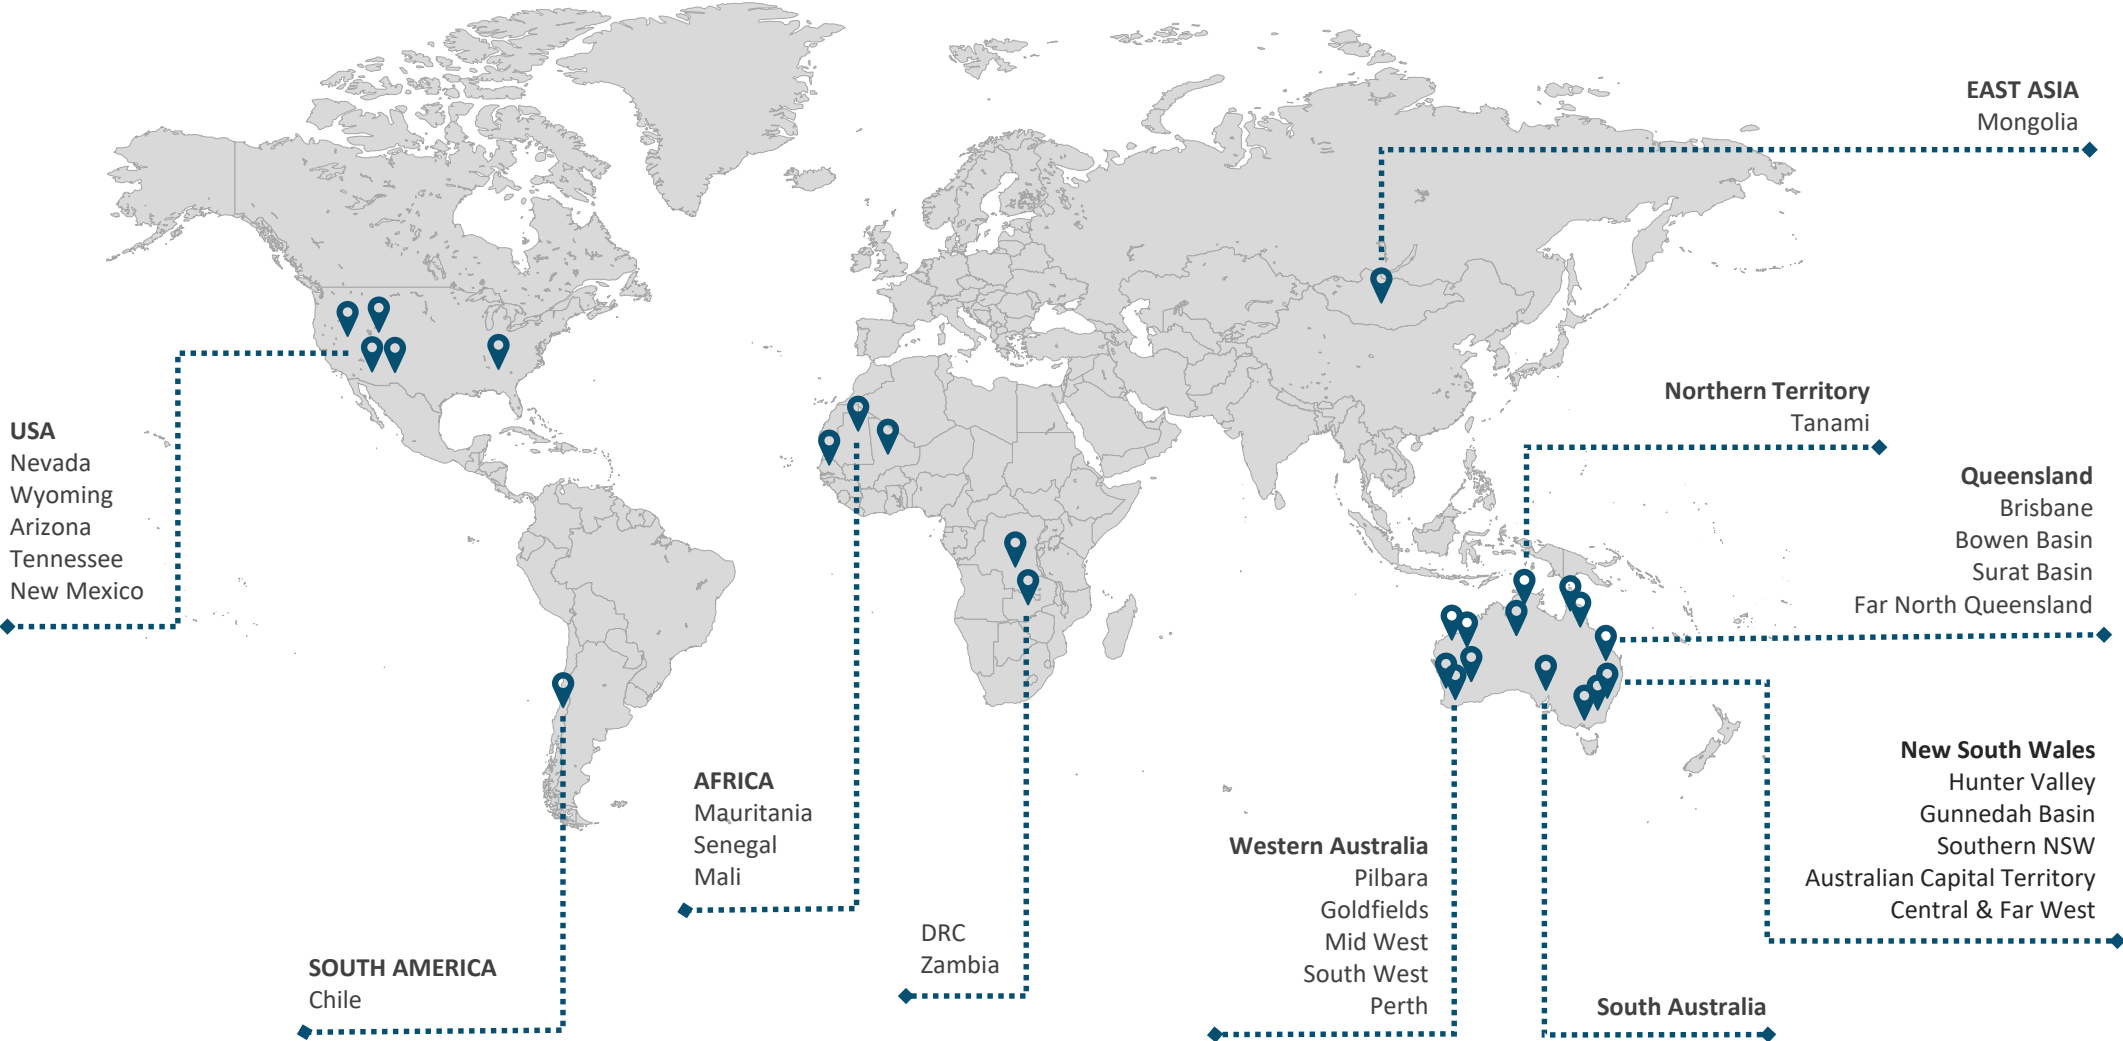 EAST ASIA
Mongolia
Northern Territory
Tanami
USA
Nevada
Wyoming
Arizona
Tennessee
New Mexico
Queensland
Brisbane
Bowen Basin
Surat Basin
Far North Queensland
New South Wales
Hunter Valley
Gunnedah Basin
Southern NSW
Australian Capital Territory
Central & Far West
AFRICA
Mauritania
Senegal
Mali
DRC
Zambia
Western Australia
Pilbara
Goldfields
Mid West
South West
Perth
SOUTH AMERICA
Chile
South Australia